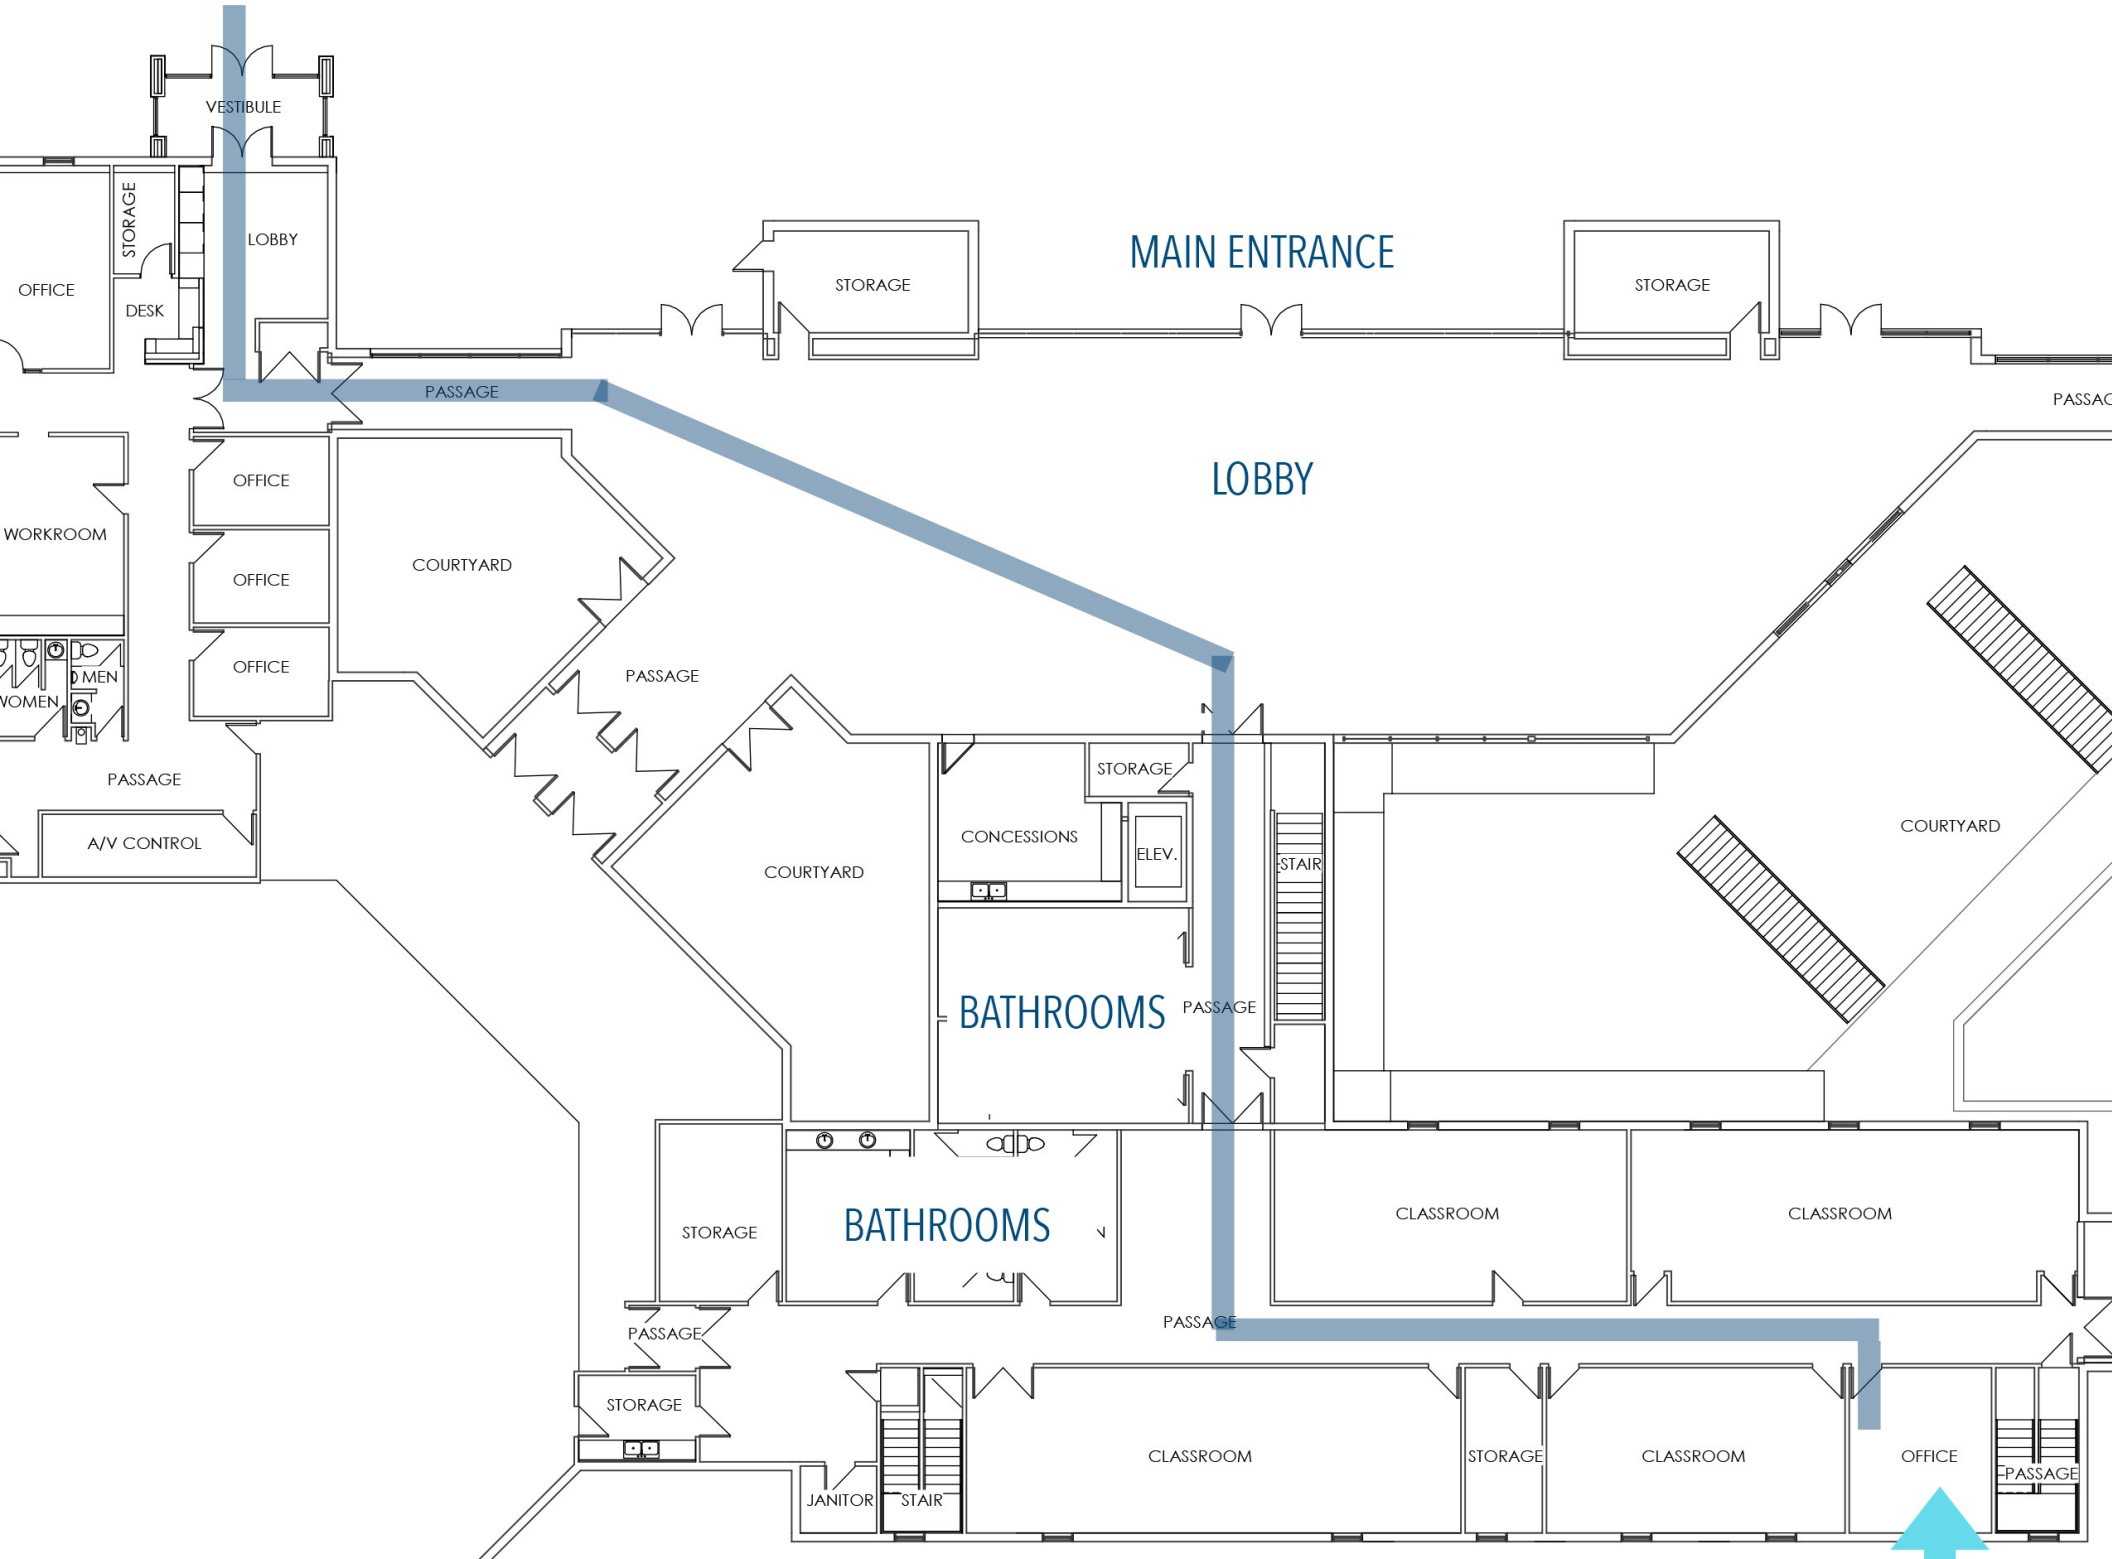 VESTIBULE
STORAGE
LOBBY
OFFICE
DESK
MAIN ENTRANCE
STORAGE
STORAGE
PASSAGE
PASSAG
LOBBY
OFFICE
WORKROOM
COURTYARD
OFFICE
OFFICE
MEN
WOMEN
PASSAGE
PASSAGE
STORAGE
A/V CONTROL
CONCESSIONS
ELEV.
STAIR
COURTYARD
COURTYARD
BATHROOMS
PASSAGE
BATHROOMS
STORAGE
CLASSROOM
CLASSROOM
PASSAGE
PASSAGE
STORAGE
CLASSROOM
STORAGE
CLASSROOM
OFFICE
PASSAGE
JANITOR
STAIR